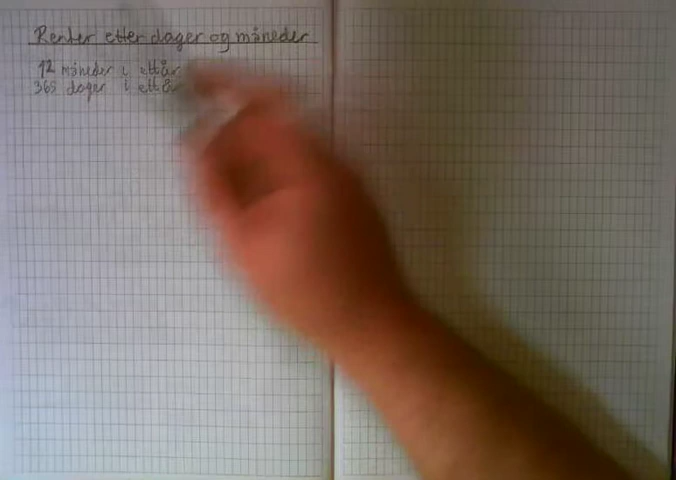 Renter etter dager og måneder
12 måneder i ett år
365 dager i ett år